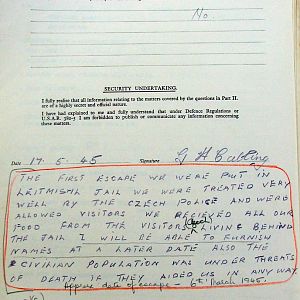 No.
SECURITY UNDERTAKING.
I fully realise that all information relating to the matters covered by the questions in Part II.
are of a highly secret and official nature.
I have had explained to me and fully understand that under Defence Regulations or
U.S.A.R. 380-5 I am forbidden to publish or communicate any information concerning
these matters.
Date 17. 5. 45 Signature
THE FIRST ESCAPE WE WERE PUT IN
LEITMISHL JAIL WE WERE TREATED VERY
WELL BY THE CZECH POLICE AND WERE
ALLOWED VISITORS WE RECIEVED ALL OUR
FOOD FROM THE VISITORS (Czech) LIVING BEHIND
THE JAIL I WILL BE ABLE TO FURNISH
NAMES AT A LATER DATE ALSO THE
CIVILIAN POPULATION WAS UNDER THREATS
OF DEATH IF THEY AIDED US IN ANY WAY
Approx date of escape - 6th March 1945.